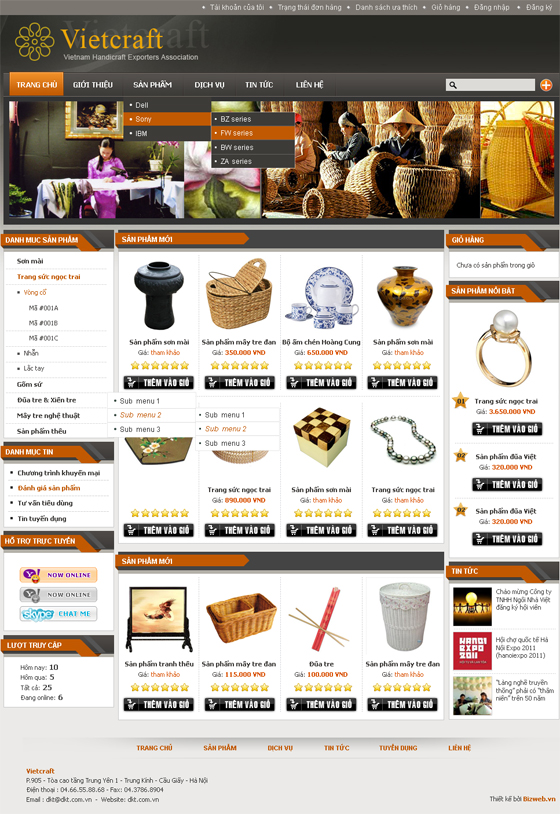 Tài khoản của tôi • Trạng thái đơn hàng • Danh sách ưa thích • Giỏ hàng • Đăng nhập • Đăng ký
Vietcraft
Vietnam Handicraft Exporters Association
TRANG CHỦ GIỚI THIỆU SẢN PHẨM DỊCH VỤ TIN TỨC LIÊN HỆ
Dell
Sony
IBM
BZ series
FW series
BW series
ZA series
DANH MỤC SẢN PHẨM
Sơn mài
Trang sức ngọc trai
Vòng cổ
Mã #001A
Mã #001B
Mã #001C
Nhẫn
Lắc tay
Gốm sứ
Đũa tre & Xiên tre
Mây tre nghệ thuật
Sản phẩm thêu
Sub menu 1
Sub menu 2
Sub menu 3
Sub menu 1
Sub menu 2
Sub menu 3
DANH MỤC TIN
Chương trình khuyến mại
Đánh giá sản phẩm
Tư vấn tiêu dùng
Tin tuyển dụng
HỖ TRỢ TRỰC TUYẾN
NOW ONLINE
NOW ONLINE
skype CHAT ME
LƯỢT TRUY CẬP
Hôm nay: 10
Hôm qua: 5
Tất cả: 25
Đang online: 6
SẢN PHẨM MỚI
Sản phẩm sơn mài
Giá: tham khảo
THÊM VÀO GIỎ
Sản phẩm mây tre đan
Giá: 350.000 VND
THÊM VÀO GIỎ
Bộ ấm chén Hoàng Cung
Giá: 650.000 VND
THÊM VÀO GIỎ
Sản phẩm sơn mài
Giá: tham khảo
THÊM VÀO GIỎ
THÊM VÀO GIỎ
Trang sức ngọc trai
Giá: 890.000 VND
THÊM VÀO GIỎ
Sản phẩm sơn mài
Giá: tham khảo
THÊM VÀO GIỎ
Trang sức ngọc trai
Giá: tham khảo
THÊM VÀO GIỎ
SẢN PHẨM MỚI
Sản phẩm tranh thêu
Giá: tham khảo
THÊM VÀO GIỎ
Sản phẩm mây tre đan
Giá: 115.000 VND
THÊM VÀO GIỎ
Đũa tre
Giá: 100.000 VND
THÊM VÀO GIỎ
Sản phẩm mây tre đan
Giá: tham khảo
THÊM VÀO GIỎ
GIỎ HÀNG
Chưa có sản phẩm trong giỏ
SẢN PHẨM NỔI BẬT
01
Trang sức ngọc trai
Giá: 3.650.000 VND
THÊM VÀO GIỎ
02
Sản phẩm đũa Việt
Giá: 320.000 VND
THÊM VÀO GIỎ
02
Sản phẩm đũa Việt
Giá: 320.000 VND
THÊM VÀO GIỎ
TIN TỨC
Chào mừng Công ty
TNHH Ngôi Nhà Việt
đăng ký hội viên
HANOI
EXPO
2011
Hội chợ quốc tế Hà
Nội Expo 2011
(hanoiexpo 2011)
"Làng nghề truyền
thống" phải có "thâm
niên" trên 50 năm
TRANG CHỦ SẢN PHẨM DỊCH VỤ TIN TỨC TUYỂN DỤNG LIÊN HỆ
Vietcraft
P.905 - Tòa cao tầng Trung Yên 1 - Trung Kính - Cầu Giấy - Hà Nội
Điện thoại : 04.66.55.88.68 - Fax: 04.3786.8904
Email : dkt@dkt.com.vn - Website: dkt.com.vn
Thiết kế bởi Bizweb.vn